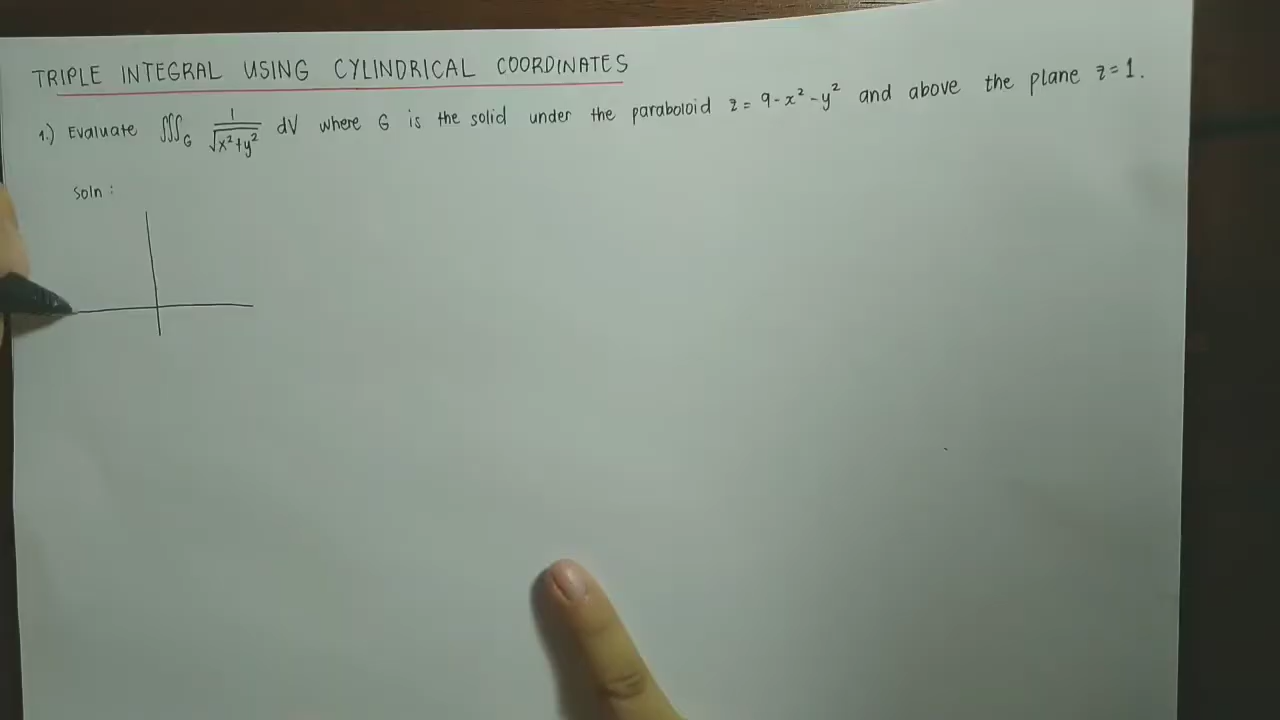 TRIPLE INTEGRAL USING CYLINDRICAL COORDINATES
1.) Evaluate ∭_G 1/√(x²+y²) dV where G is the solid under the paraboloid z = 9-x²-y² and above the plane z=1.
Soln :